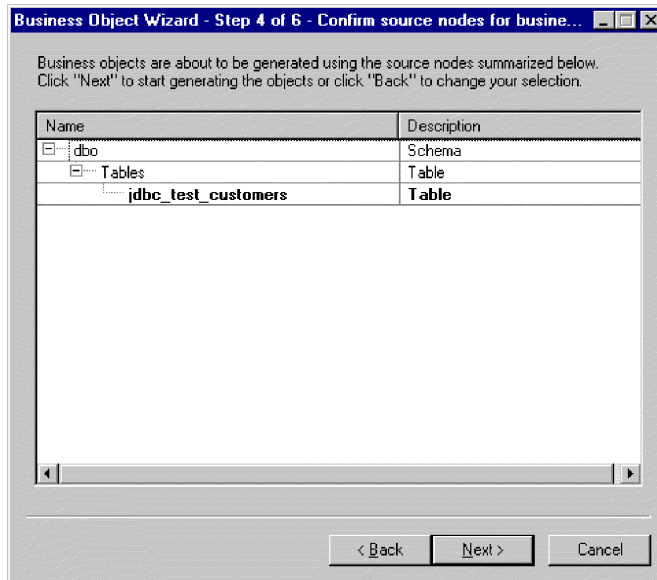 Business Object Wizard - Step 4 of 6 - Confirm source nodes for busine...
Business objects are about to be generated using the source nodes summarized below.
Click "Next" to start generating the objects or click "Back" to change your selection.
Name Description
dbo Schema
Tables Table
jdbc_test_customers Table
< Back Next > Cancel